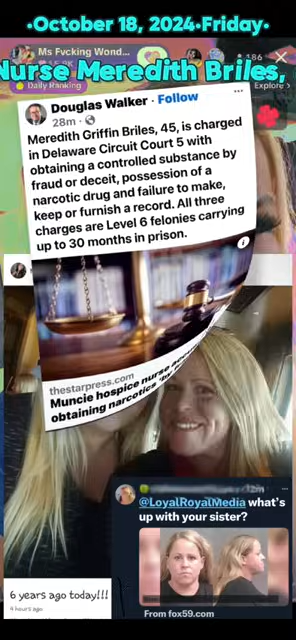 •October 18, 2024•Friday•
Ms Fvcking Wond...
186
Nurse Meredith Briles,
Daily Ranking
Explore >
Douglas Walker · Follow
28m ·
Meredith Griffin Briles, 45, is charged
in Delaware Circuit Court 5 with
obtaining a controlled substance by
fraud or deceit, possession of a
narcotic drug and failure to make,
keep or furnish a record. All three
charges are Level 6 felonies carrying
up to 30 months in prison.
thestarpress.com
Muncie hospice nurse
obtaining narcotics
@LoyalRoyalMedia what's
up with your sister?
From fox59.com
6 years ago today!!!
4 hours ago